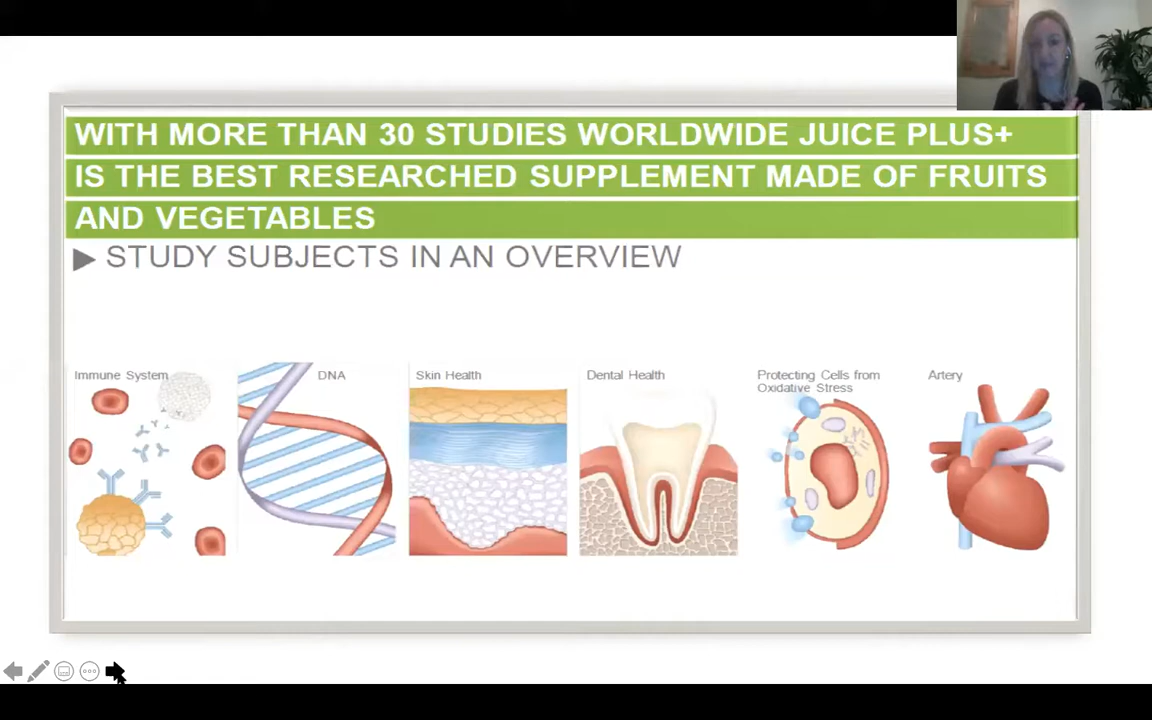 WITH MORE THAN 30 STUDIES WORLDWIDE JUICE PLUS+
IS THE BEST RESEARCHED SUPPLEMENT MADE OF FRUITS
AND VEGETABLES
STUDY SUBJECTS IN AN OVERVIEW
Immune System
DNA
Skin Health
Dental Health
Protecting Cells from
Oxidative Stress
Artery